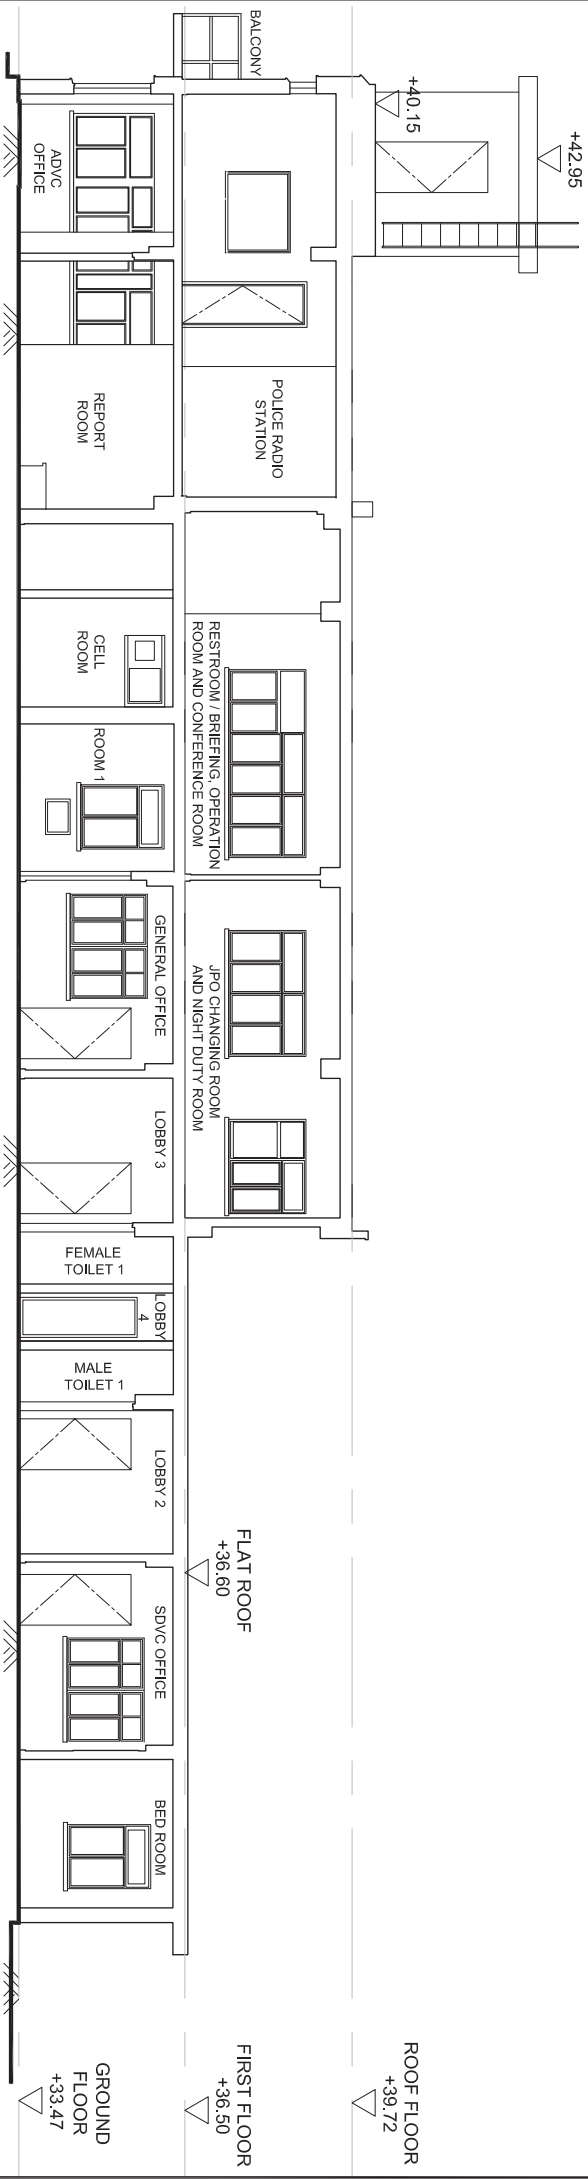 +42.95
+40.15
BALCONY
POLICE RADIO
STATION
RESTROOM / BRIEFING, OPERATION
ROOM AND CONFERENCE ROOM
JPO CHANGING ROOM
AND NIGHT DUTY ROOM
ADVC
OFFICE
REPORT
ROOM
CELL
ROOM
ROOM 1
GENERAL OFFICE
LOBBY 3
FEMALE
TOILET 1
LOBBY
4
MALE
TOILET 1
LOBBY 2
SDVC OFFICE
BED ROOM
FLAT ROOF
+36.60
ROOF FLOOR
+39.72
FIRST FLOOR
+36.50
GROUND
FLOOR
+33.47